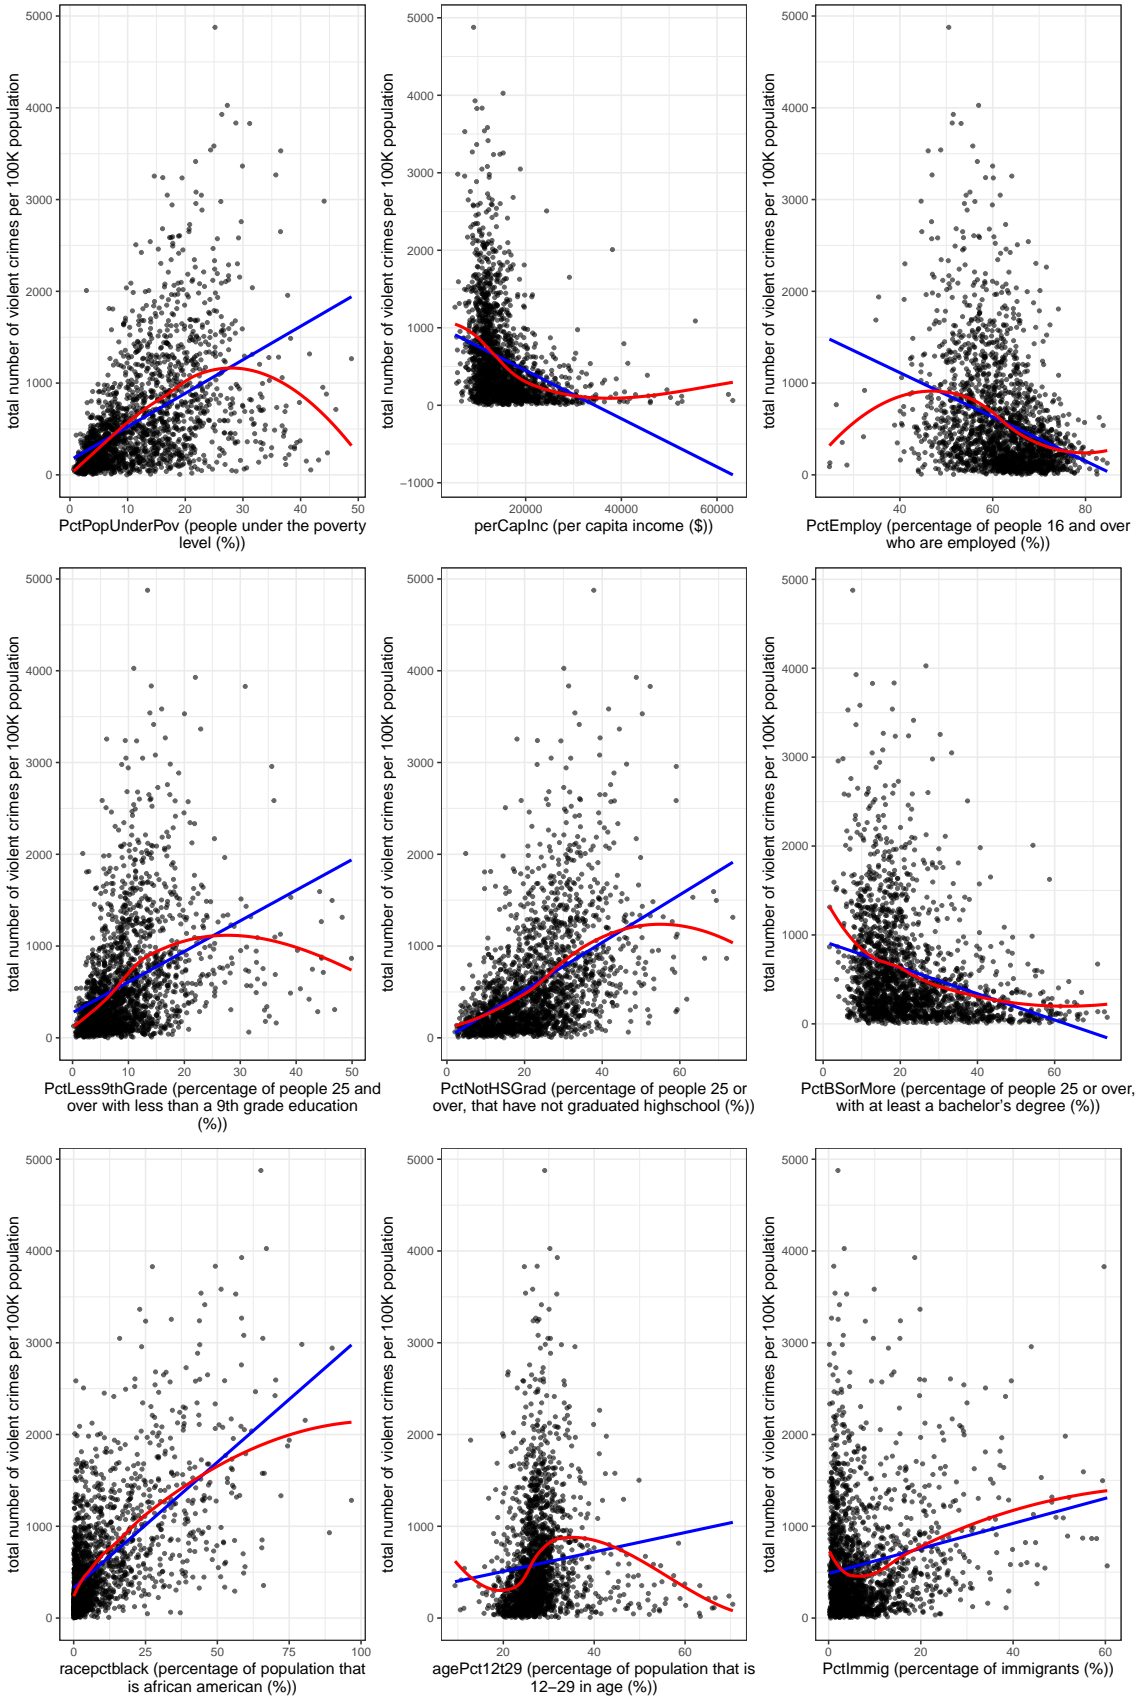 total number of violent crimes per 100K population
5000
4000
3000
2000
1000
0
0 10 20 30 40 50
PctPopUnderPov (people under the poverty
level (%))
total number of violent crimes per 100K population
5000
4000
3000
2000
1000
0
−1000
20000 40000 60000
perCapInc (per capita income ($))
total number of violent crimes per 100K population
5000
4000
3000
2000
1000
0
40 60 80
PctEmploy (percentage of people 16 and over
who are employed (%))
total number of violent crimes per 100K population
5000
4000
3000
2000
1000
0
0 10 20 30 40 50
PctLess9thGrade (percentage of people 25 and
over with less than a 9th grade education
(%))
total number of violent crimes per 100K population
5000
4000
3000
2000
1000
0
0 20 40 60
PctNotHSGrad (percentage of people 25 or
over, that have not graduated highschool (%))
total number of violent crimes per 100K population
5000
4000
3000
2000
1000
0
0 20 40 60
PctBSorMore (percentage of people 25 or over,
with at least a bachelor's degree (%))
total number of violent crimes per 100K population
5000
4000
3000
2000
1000
0
0 25 50 75 100
racepctblack (percentage of population that
is african american (%))
total number of violent crimes per 100K population
5000
4000
3000
2000
1000
0
20 40 60
agePct12t29 (percentage of population that is
12−29 in age (%))
total number of violent crimes per 100K population
5000
4000
3000
2000
1000
0
0 20 40 60
PctImmig (percentage of immigrants (%))